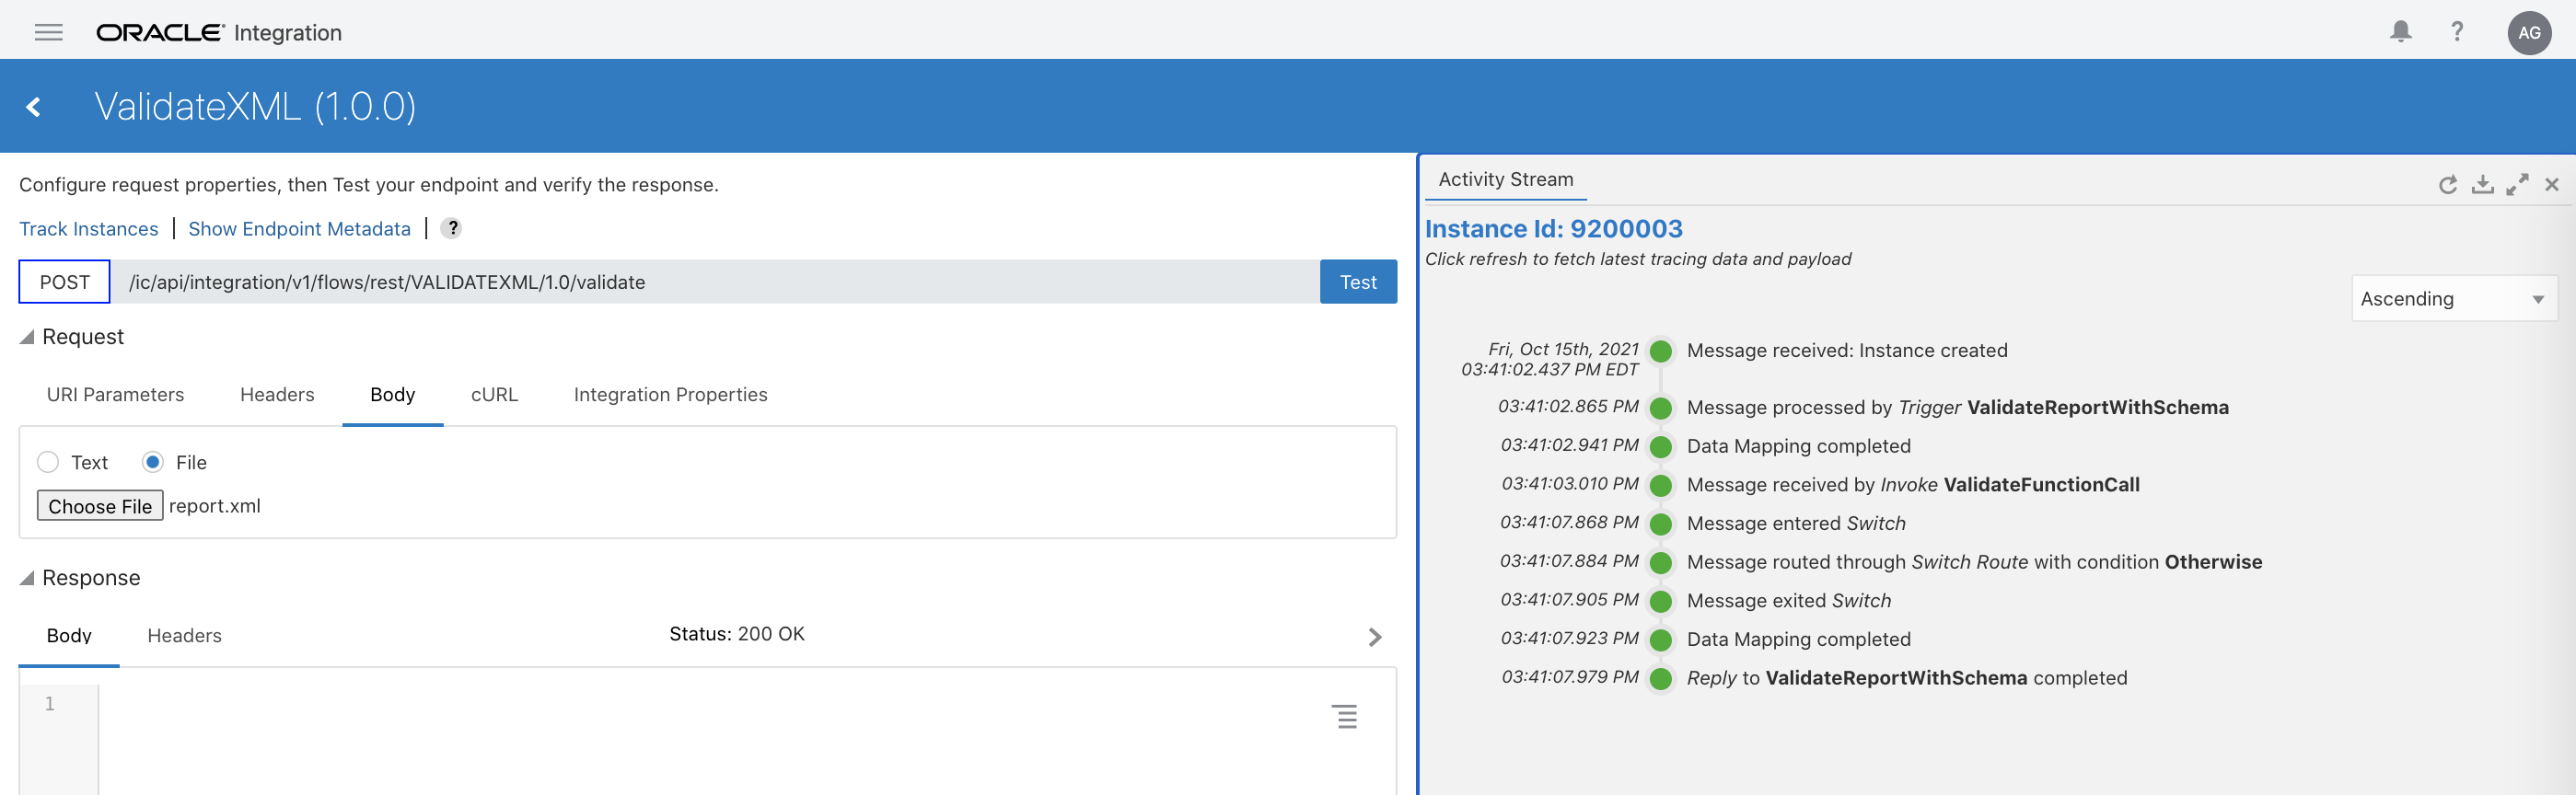 ORACLE Integration
? AG
ValidateXML (1.0.0)
Configure request properties, then Test your endpoint and verify the response.
Track Instances | Show Endpoint Metadata | ?
POST /ic/api/integration/v1/flows/rest/VALIDATEXML/1.0/validate Test
Request
URI Parameters Headers Body cURL Integration Properties
Text File
Choose File report.xml
Response
Body Headers Status: 200 OK
1
Activity Stream
Instance Id: 9200003
Click refresh to fetch latest tracing data and payload
Ascending
Fri, Oct 15th, 2021
03:41:02.437 PM EDT Message received: Instance created
03:41:02.865 PM Message processed by Trigger ValidateReportWithSchema
03:41:02.941 PM Data Mapping completed
03:41:03.010 PM Message received by Invoke ValidateFunctionCall
03:41:07.868 PM Message entered Switch
03:41:07.884 PM Message routed through Switch Route with condition Otherwise
03:41:07.905 PM Message exited Switch
03:41:07.923 PM Data Mapping completed
03:41:07.979 PM Reply to ValidateReportWithSchema completed